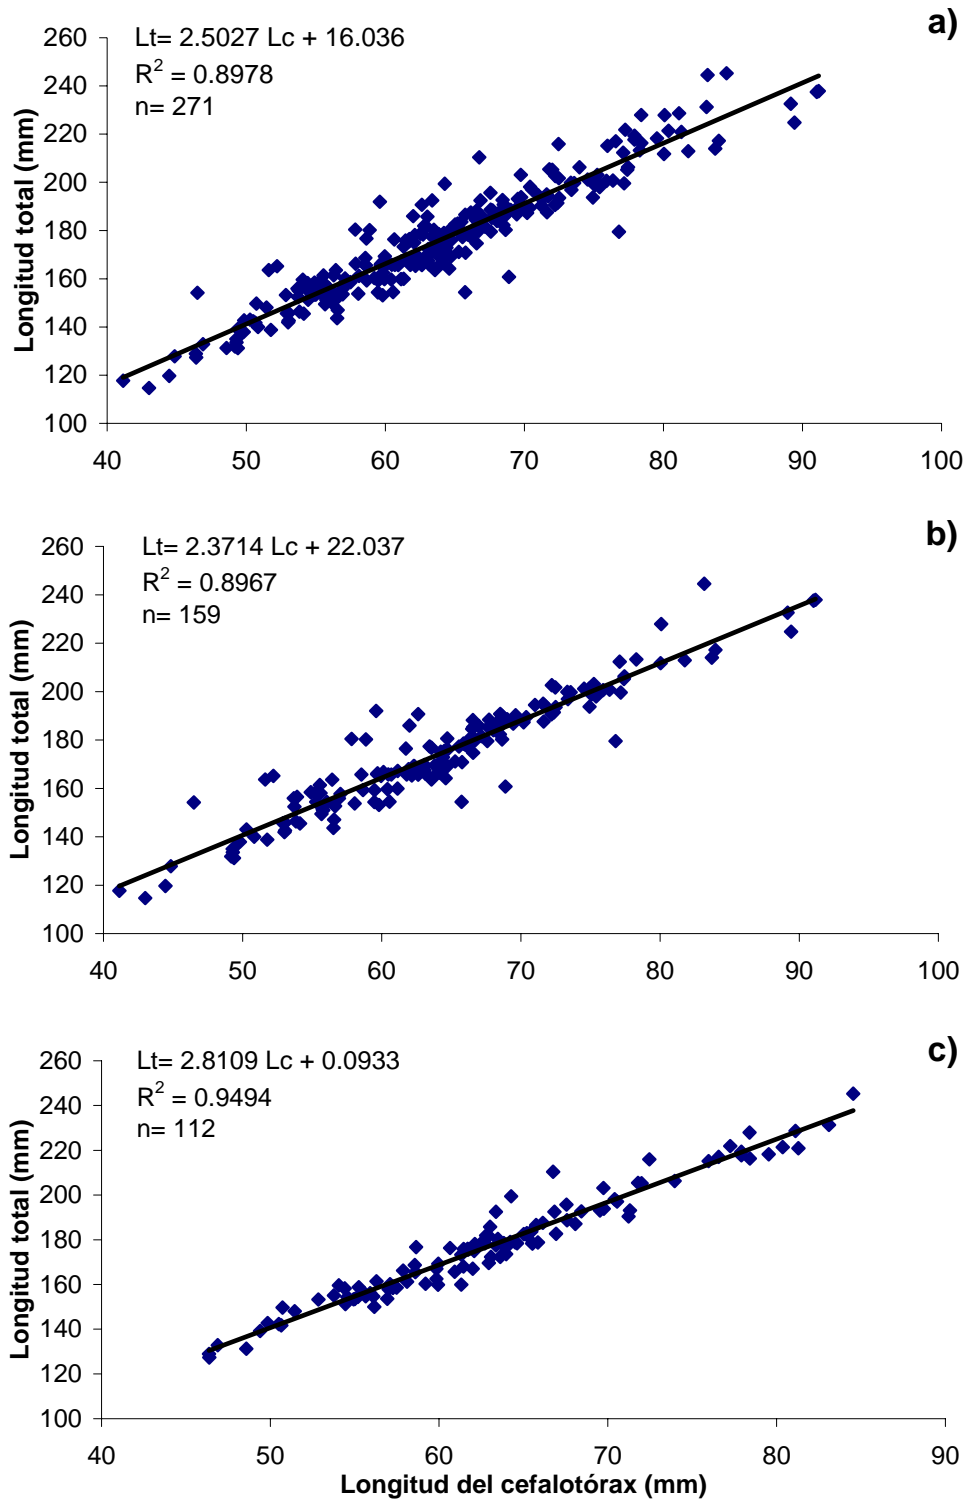 a)
Lt= 2.5027 Lc + 16.036
R² = 0.8978
n= 271
Longitud total (mm)
260
240
220
200
180
160
140
120
100
40 50 60 70 80 90 100
b)
Lt= 2.3714 Lc + 22.037
R² = 0.8967
n= 159
Longitud total (mm)
260
240
220
200
180
160
140
120
100
40 50 60 70 80 90 100
c)
Lt= 2.8109 Lc + 0.0933
R² = 0.9494
n= 112
Longitud total (mm)
260
240
220
200
180
160
140
120
100
40 50 60 70 80 90
Longitud del cefalotórax (mm)